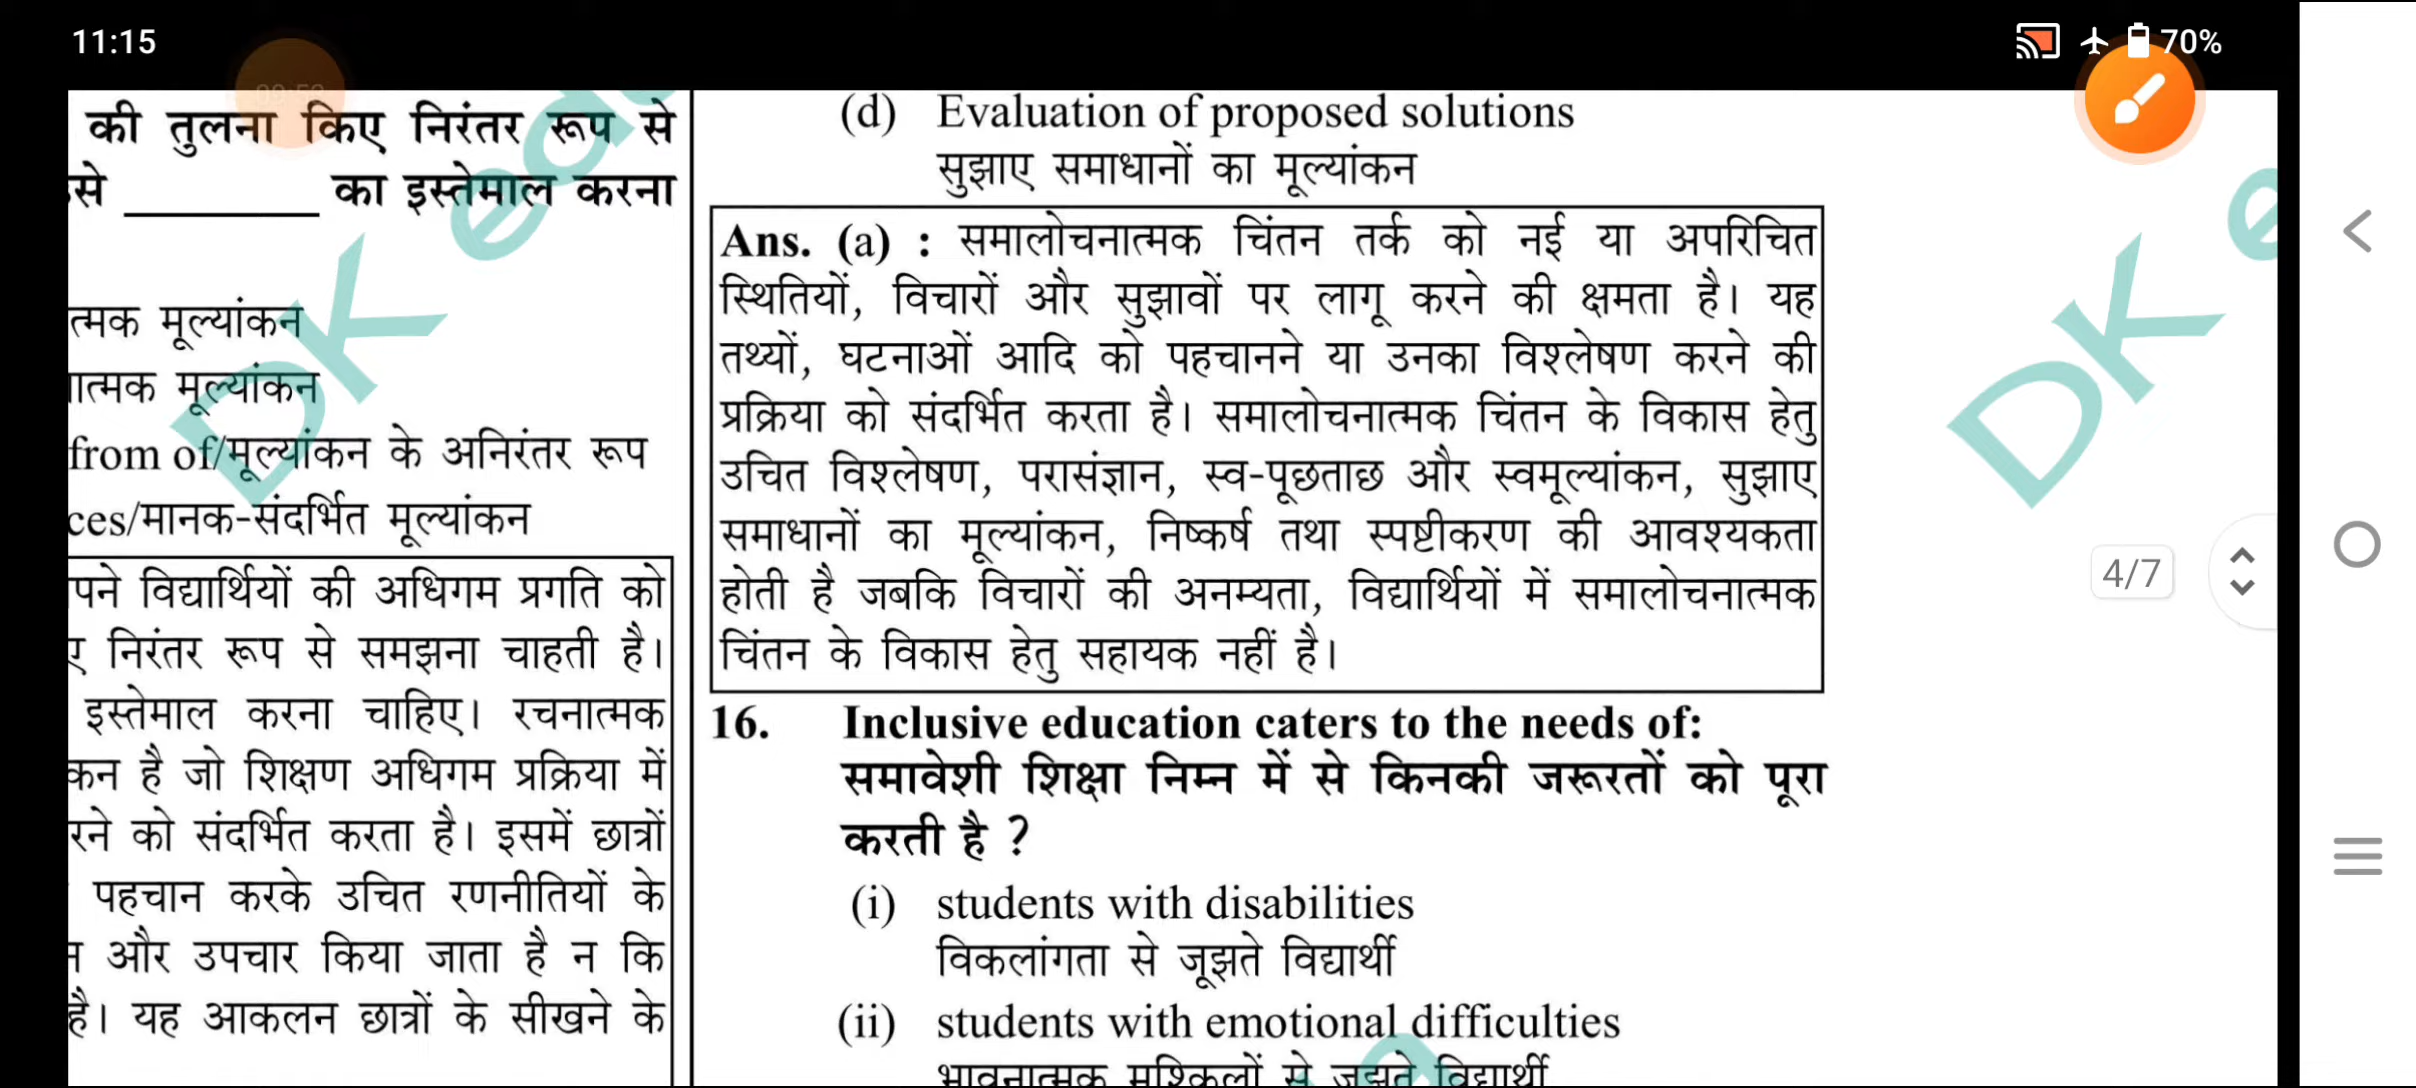 11:15
70%
की तुलना किए निरंतर रूप से
से ________ का इस्तेमाल करना
त्मक मूल्यांकन
ात्मक मूल्यांकन
from of/मूल्यांकन के अनिरंतर रूप
ces/मानक-संदर्भित मूल्यांकन
पने विद्यार्थियों की अधिगम प्रगति को
ए निरंतर रूप से समझना चाहती है।
इस्तेमाल करना चाहिए। रचनात्मक
कन है जो शिक्षण अधिगम प्रक्रिया में
रने को संदर्भित करता है। इसमें छात्रों
पहचान करके उचित रणनीतियों के
और उपचार किया जाता है न कि
है। यह आकलन छात्रों के सीखने के
(d) Evaluation of proposed solutions
सुझाए समाधानों का मूल्यांकन
Ans. (a) : समालोचनात्मक चिंतन तर्क को नई या अपरिचित
स्थितियों, विचारों और सुझावों पर लागू करने की क्षमता है। यह
तथ्यों, घटनाओं आदि को पहचानने या उनका विश्लेषण करने की
प्रक्रिया को संदर्भित करता है। समालोचनात्मक चिंतन के विकास हेतु
उचित विश्लेषण, परासंज्ञान, स्व-पूछताछ और स्वमूल्यांकन, सुझाए
समाधानों का मूल्यांकन, निष्कर्ष तथा स्पष्टीकरण की आवश्यकता
होती है जबकि विचारों की अनम्यता, विद्यार्थियों में समालोचनात्मक
चिंतन के विकास हेतु सहायक नहीं है।
16. Inclusive education caters to the needs of:
समावेशी शिक्षा निम्न में से किनकी जरूरतों को पूरा
करती है ?
(i) students with disabilities
विकलांगता से जूझते विद्यार्थी
(ii) students with emotional difficulties
भावनात्मक मुश्किलों से जूझते विद्यार्थी
4/7
DK ed
DK e